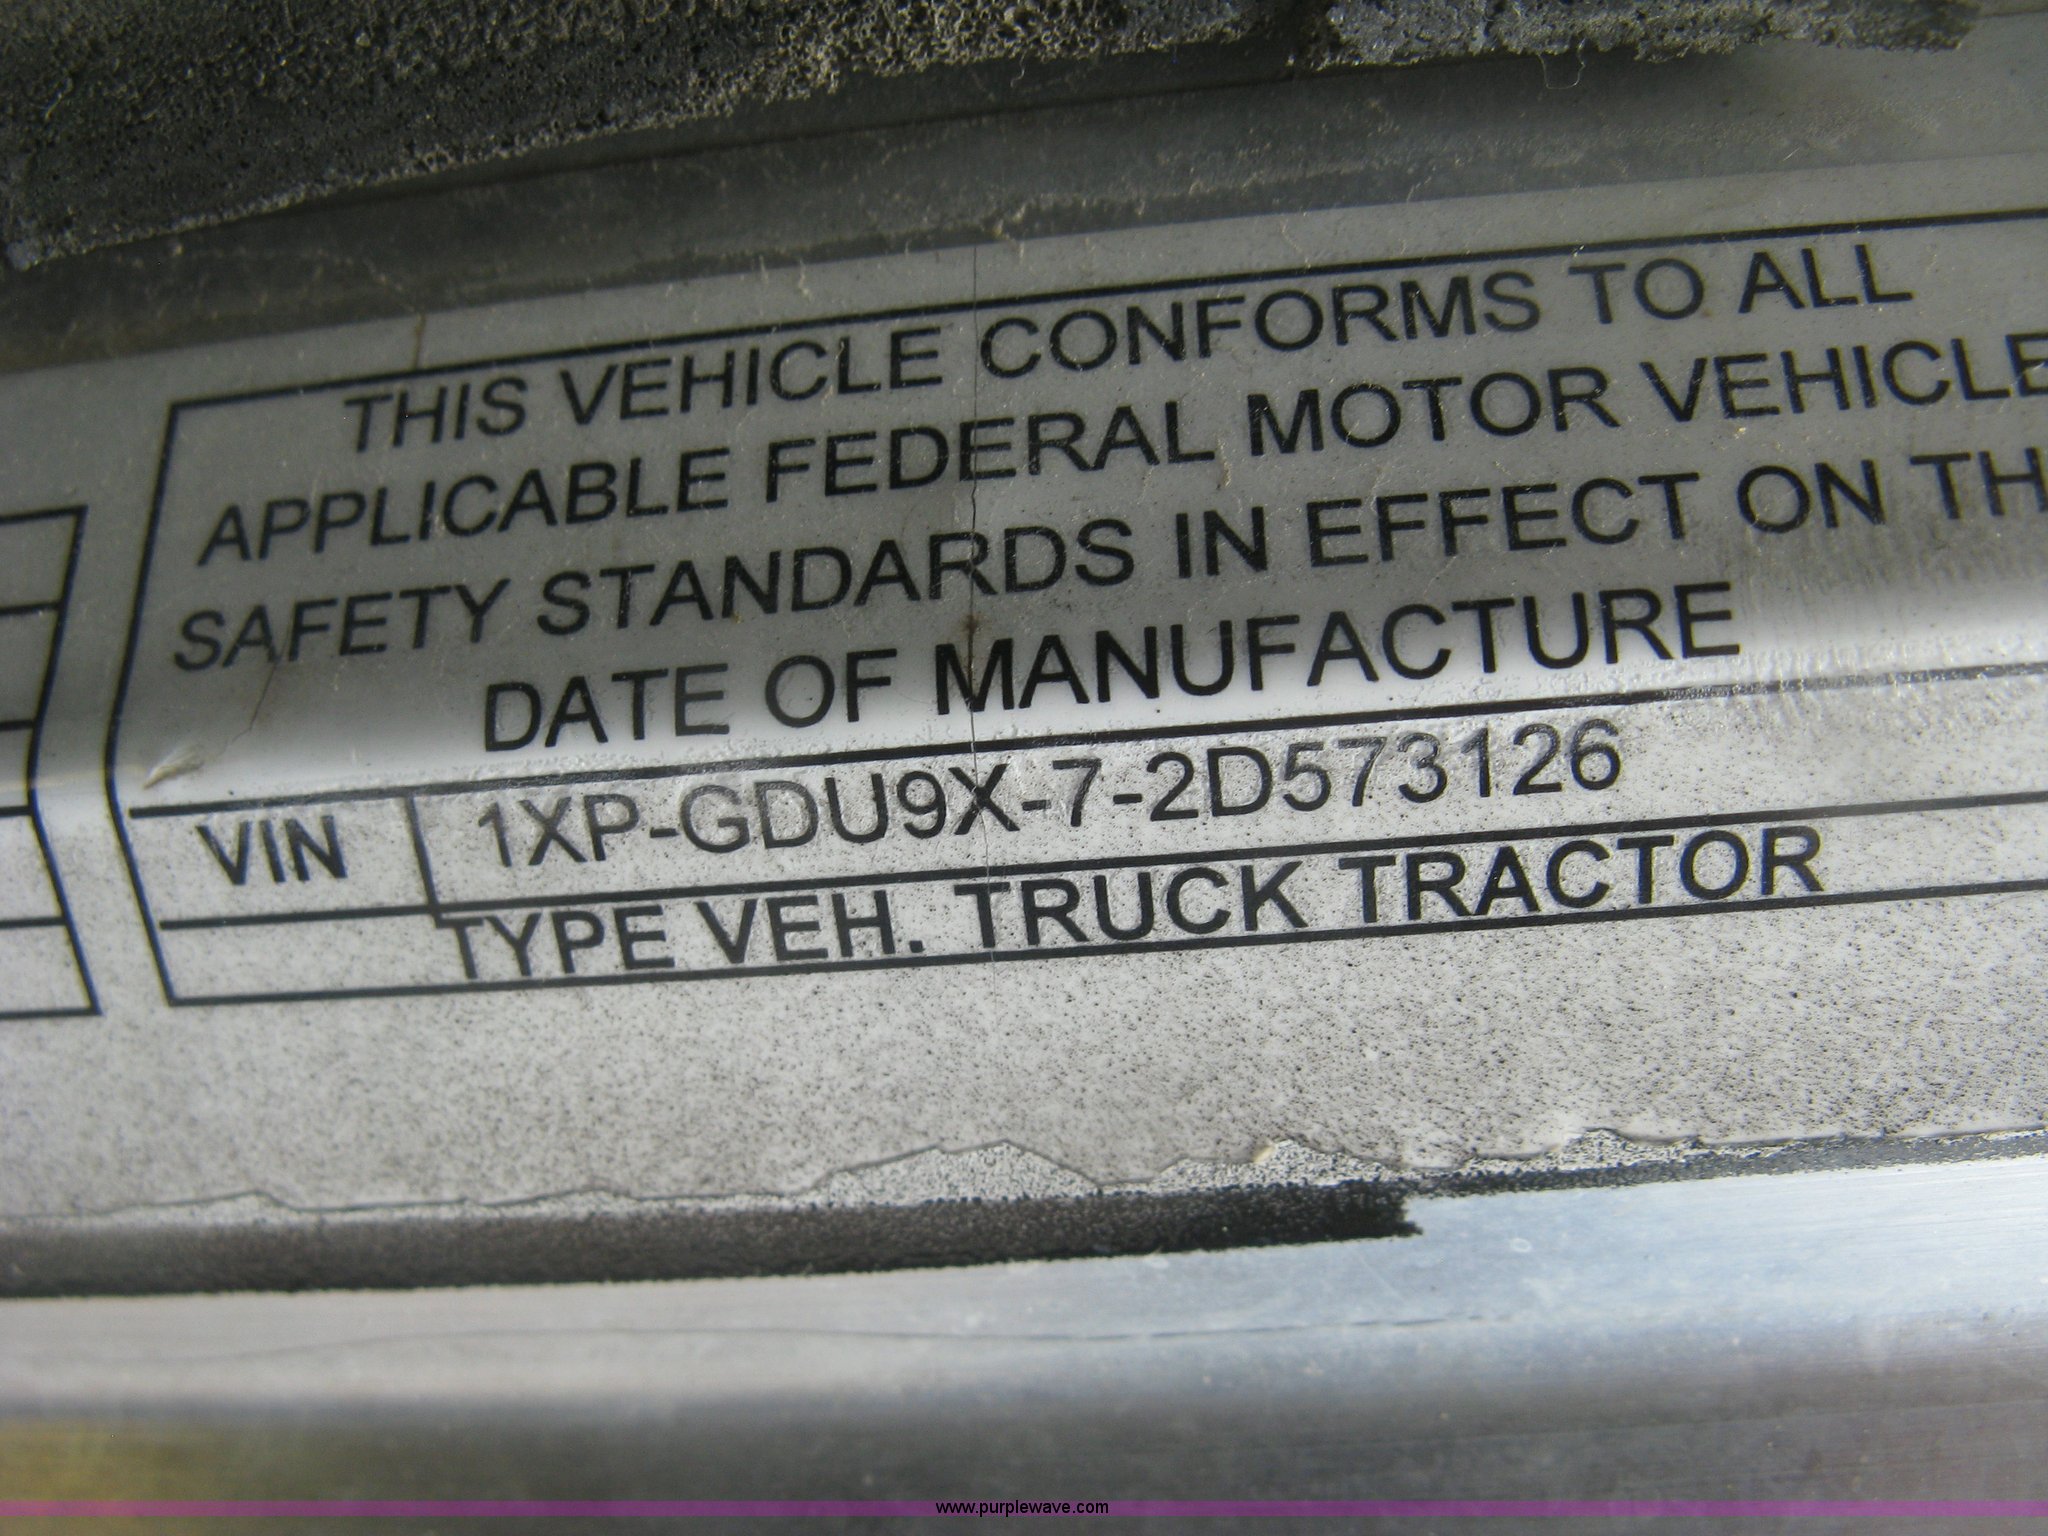 THIS VEHICLE CONFORMS TO ALL
APPLICABLE FEDERAL MOTOR VEHICLE
SAFETY STANDARDS IN EFFECT ON TH
DATE OF MANUFACTURE
VIN 1XP-GDU9X-7-2D573126
TYPE VEH. TRUCK TRACTOR
www.purplewave.com